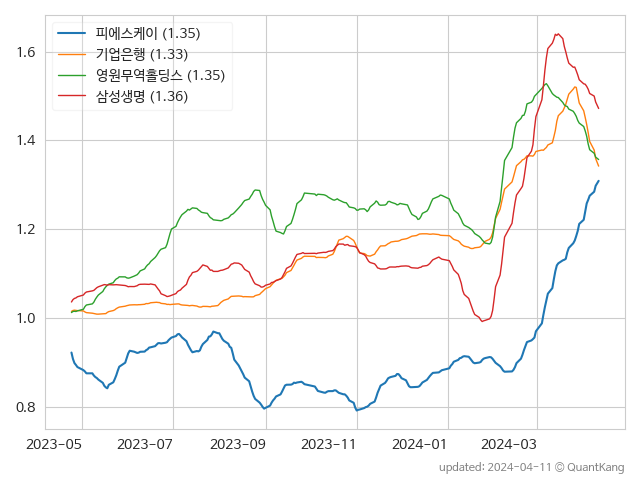 피에스케이 (1.35)
기업은행 (1.33)
영원무역홀딩스 (1.35)
삼성생명 (1.36)
1.6
1.4
1.2
1.0
0.8
2023-05 2023-07 2023-09 2023-11 2024-01 2024-03
updated: 2024-04-11 © QuantKang